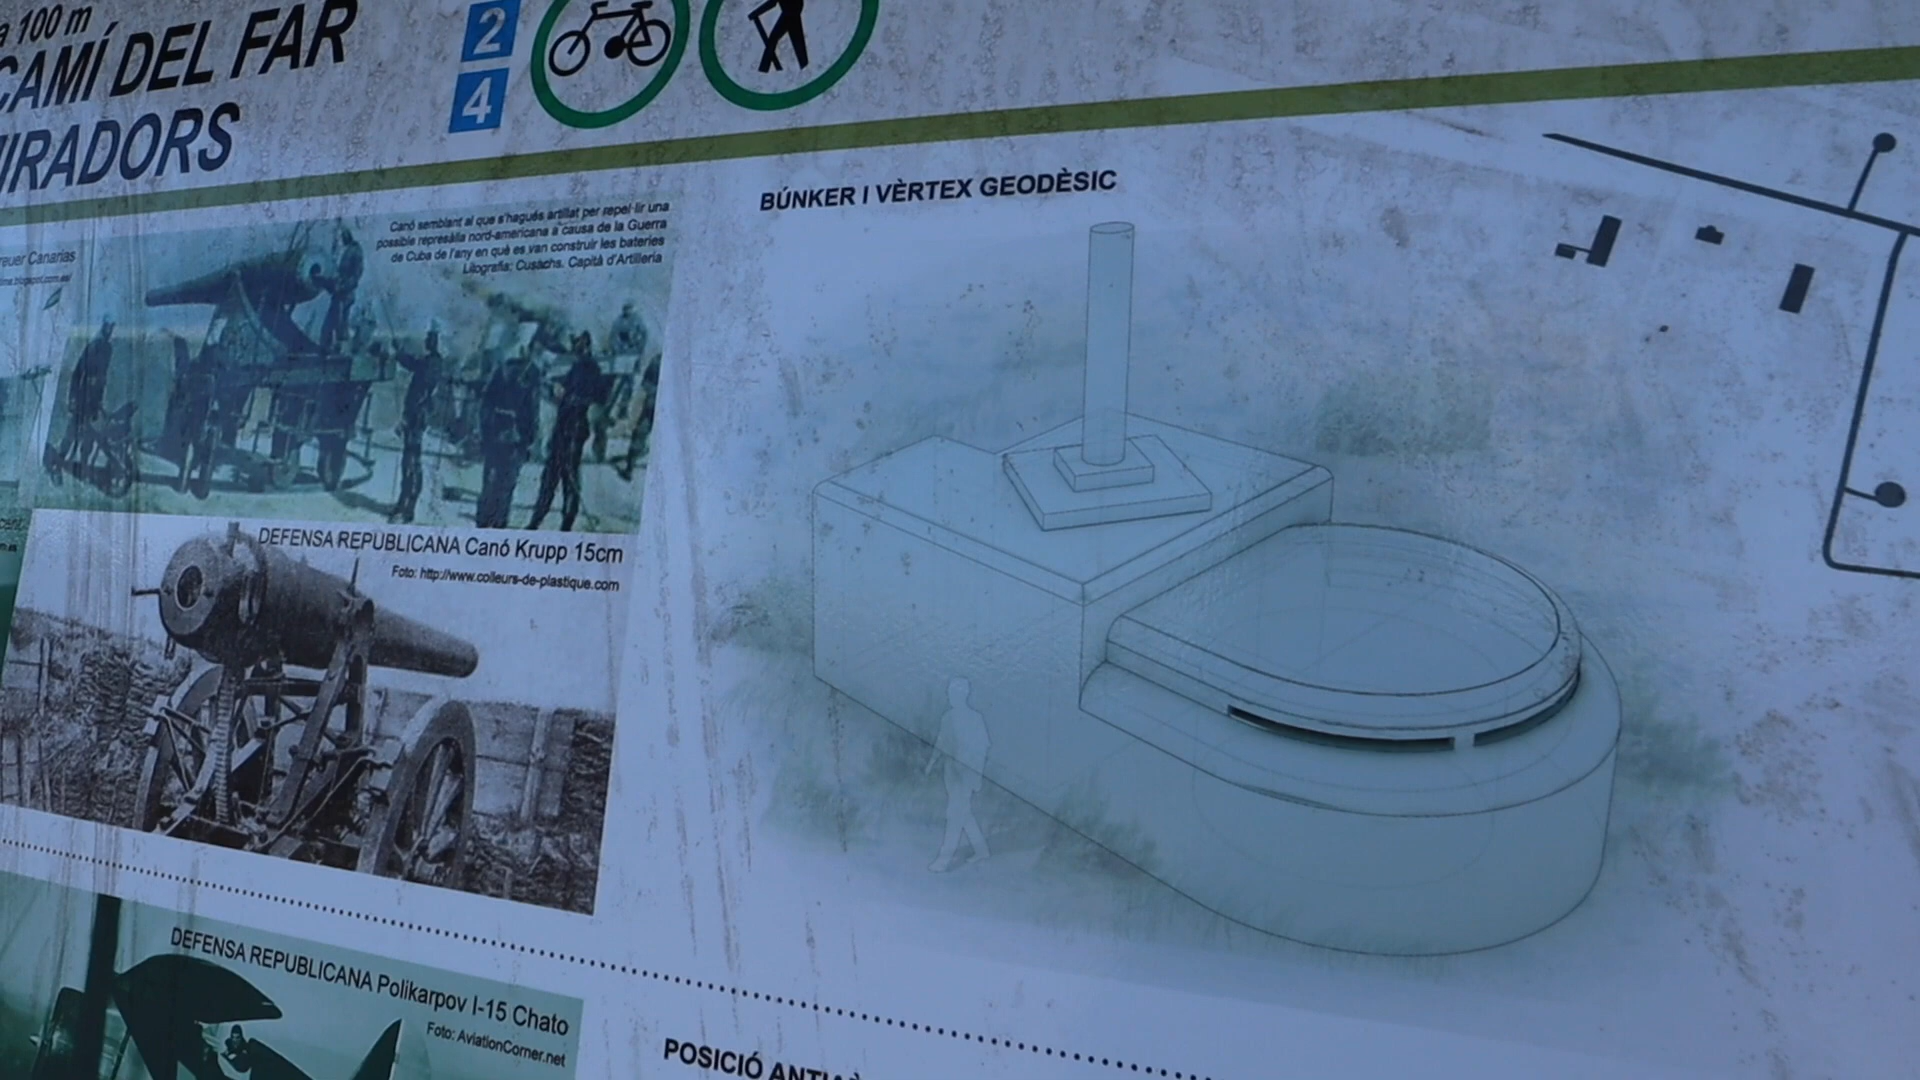 a 100 m
CAMÍ DEL FAR
MIRADORS
2
4
BÚNKER I VÈRTEX GEODÈSIC
Canó semblant al que s'hagués artillat per repel·lir una
possible represàlia nord-americana a causa de la Guerra
de Cuba de l'any en què es van construir les bateries
Litografia: Cusachs. Capità d'Artilleria
Canarias
DEFENSA REPUBLICANA Canó Krupp 15cm
Foto: http://www.colleurs-de-plastique.com
DEFENSA REPUBLICANA Polikarpov I-15 Chato
Foto: AviationCorner.net
POSICIÓ